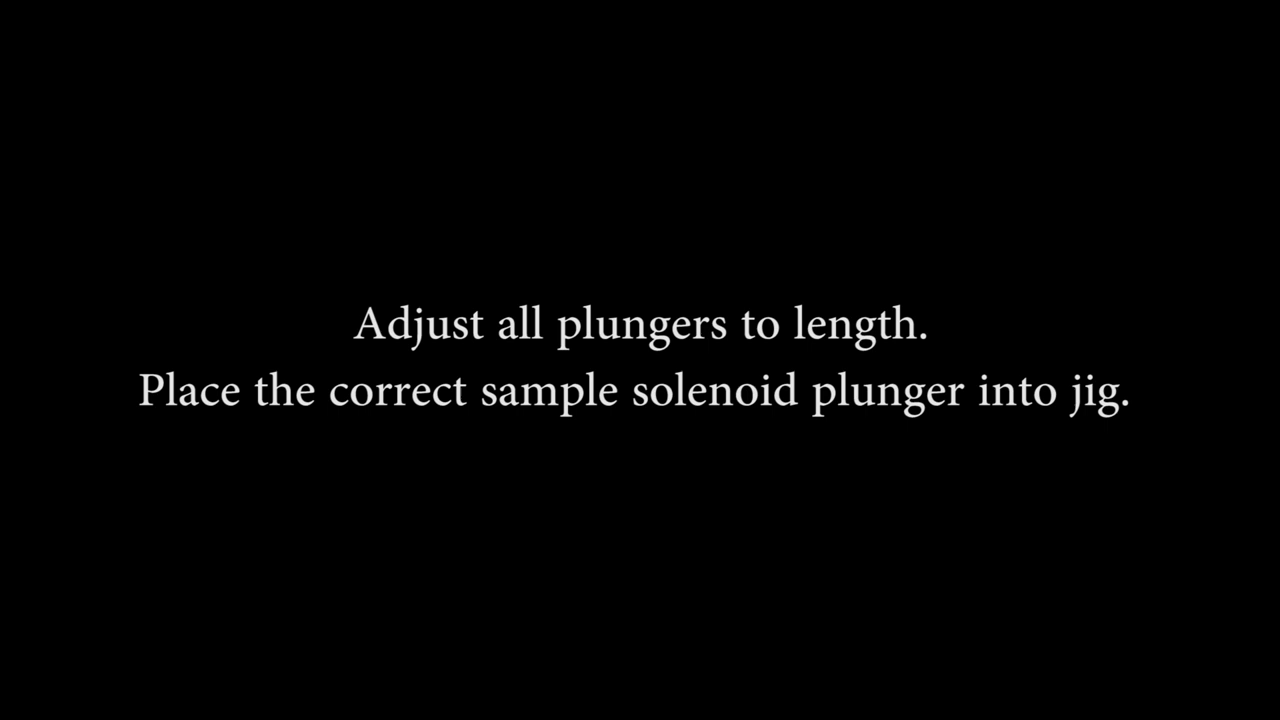 Adjust all plungers to length.
Place the correct sample solenoid plunger into jig.